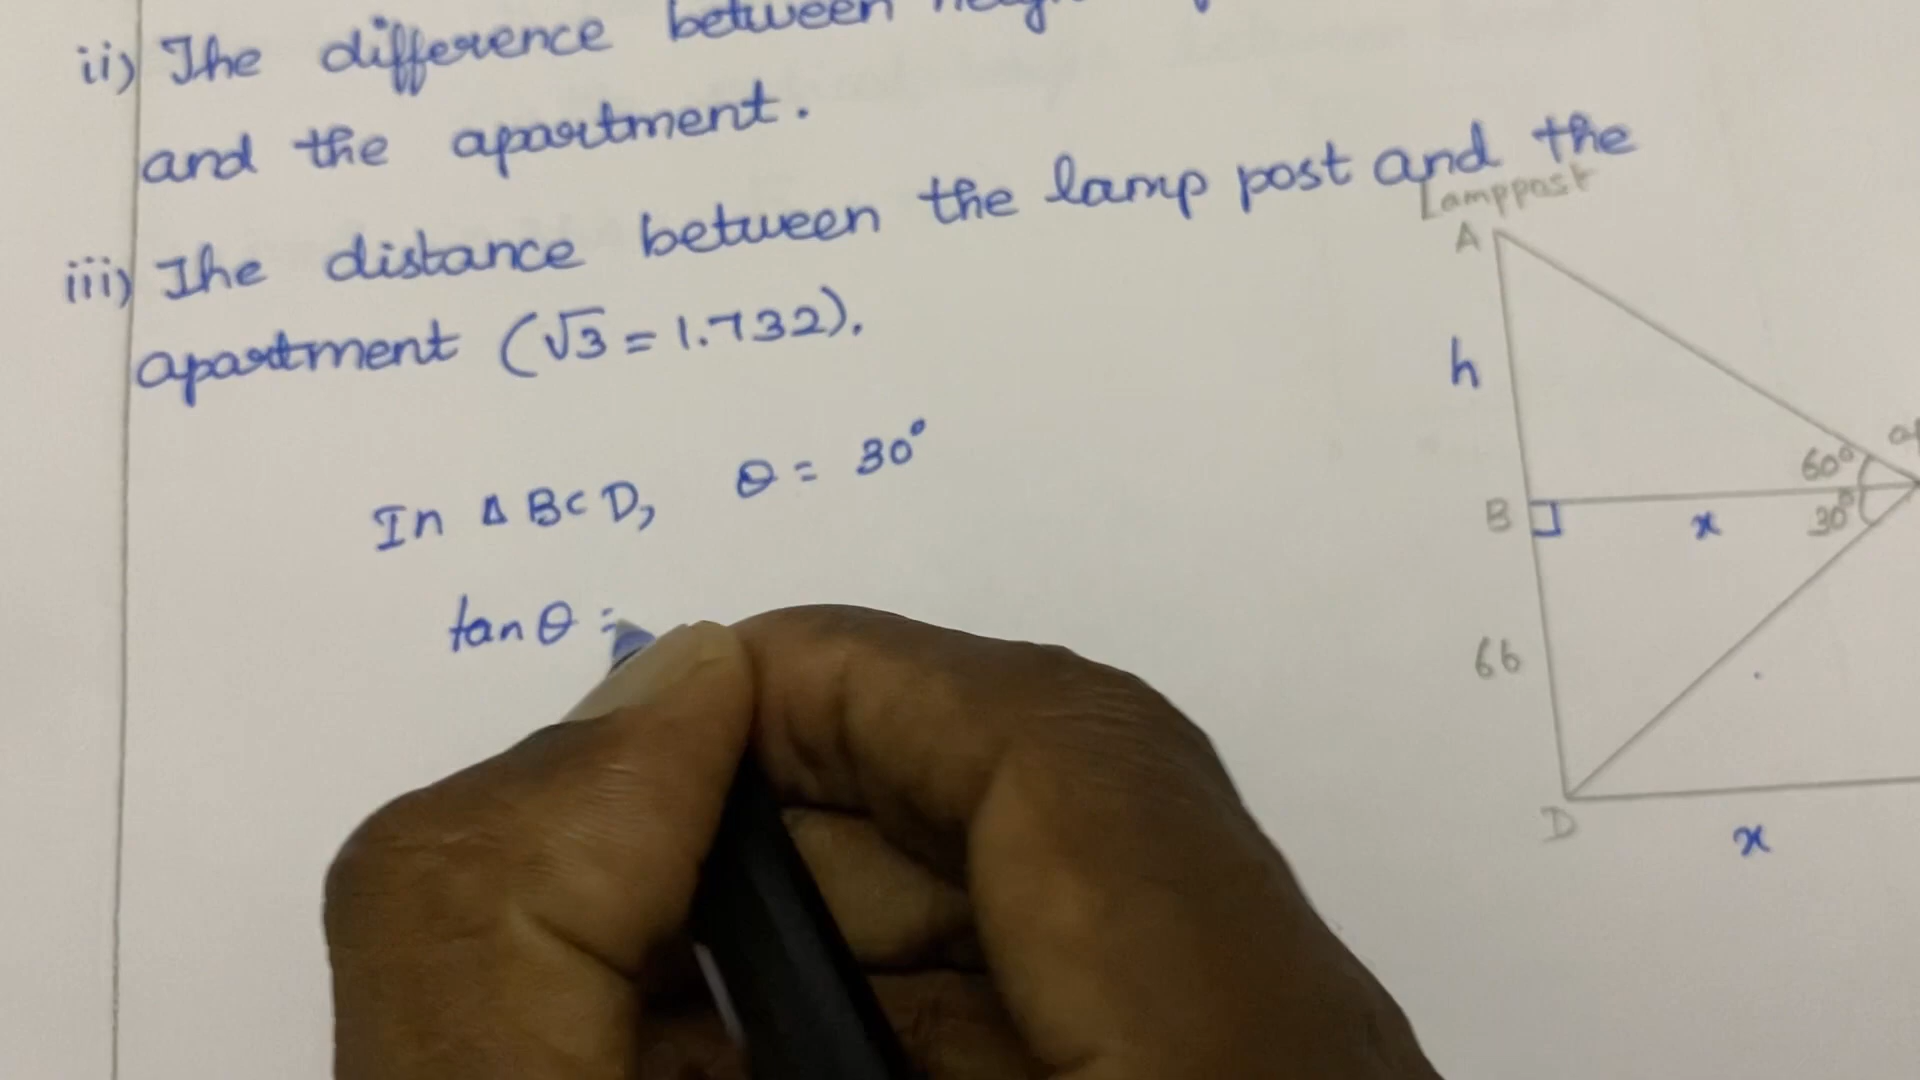 ii) The difference between
and the apartment.
iii) The distance between the lamp post and the
apartment (√3 = 1.732).
In Δ BCD, θ = 30°
tan θ =
Lamppost
A
h
60°
B
x
30°
66
D
x